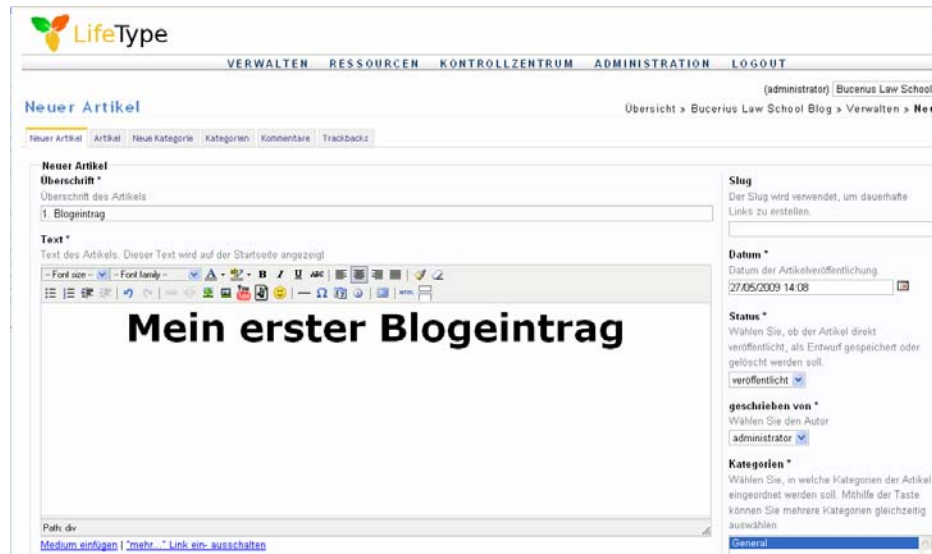 LifeType
VERWALTEN RESSOURCEN KONTROLLZENTRUM ADMINISTRATION LOGOUT
(administrator) Bucerius Law School
Neuer Artikel
Übersicht » Bucerius Law School Blog » Verwalten » Neu
Neuer Artikel Artikel Neue Kategorie Kategorien Kommentare Trackbacks
Neuer Artikel
Überschrift *
Überschrift des Artikels
1. Blogeintrag
Text *
Text des Artikels. Dieser Text wird auf der Startseite angezeigt
-- Font size -- -- Font family --
Mein erster Blogeintrag
Path: div
Medium einfügen | "mehr..." Link ein- ausschalten
Slug
Der Slug wird verwendet, um dauerhafte
Links zu erstellen.
Datum *
Datum der Artikelveröffentlichung.
27/05/2009 14:08
Status *
Wählen Sie, ob der Artikel direkt
veröffentlicht, als Entwurf gespeichert oder
gelöscht werden soll.
veröffentlicht
geschrieben von *
Wählen Sie den Autor
administrator
Kategorien *
Wählen Sie, in welche Kategorien der Artikel
eingeordnet werden soll. Mithilfe der Taste
können Sie mehrere Kategorien gleichzeitig
auswählen.
General